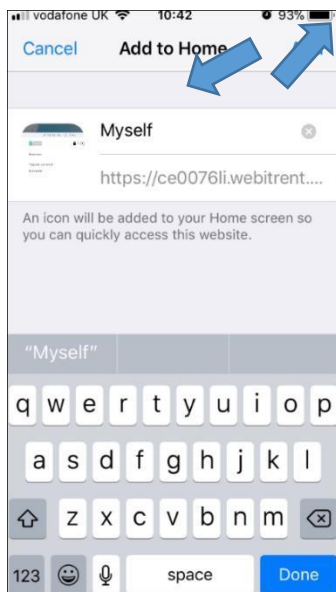 vodafone UK 10:42 93%
Cancel Add to Home
Myself
https://ce0076li.webitrent....
An icon will be added to your Home screen so
you can quickly access this website.
"Myself"
q w e r t y u i o p
a s d f g h j k l
z x c v b n m
123 space Done